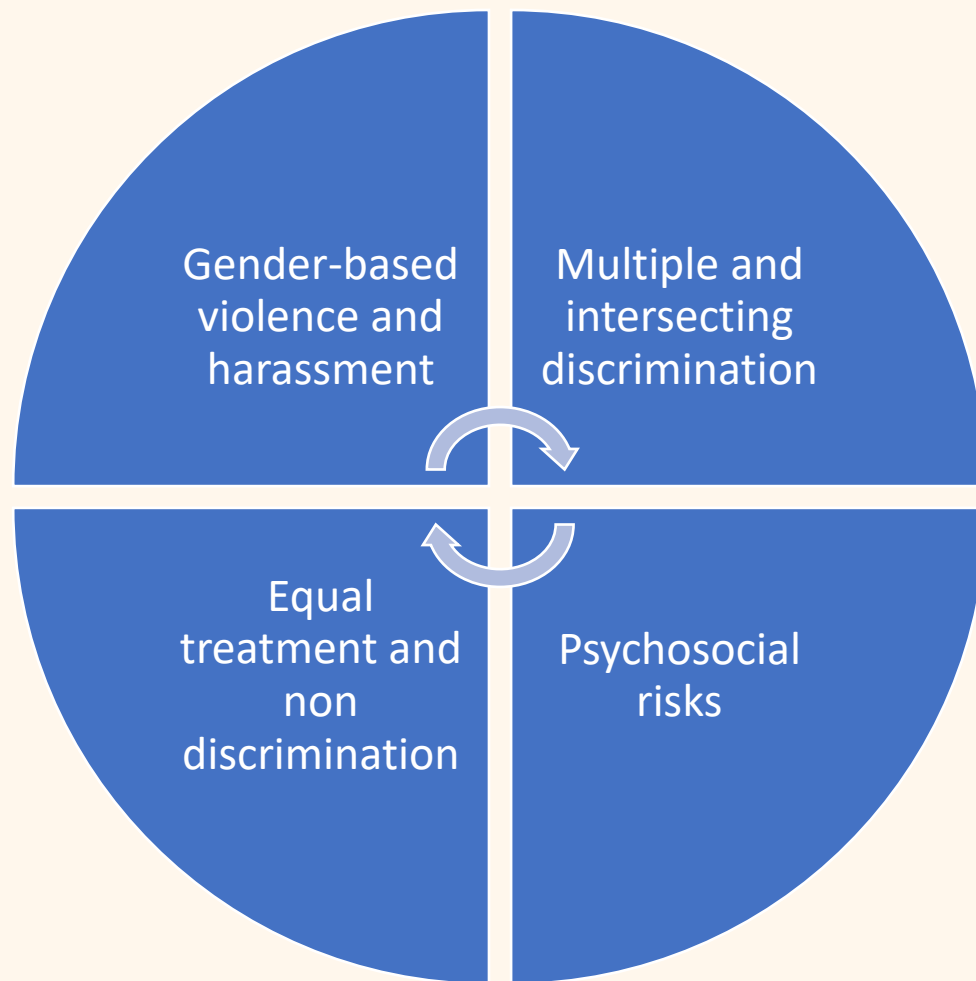 Gender-based
violence and
harassment
Multiple and
intersecting
discrimination
Equal
treatment and
non
discrimination
Psychosocial
risks